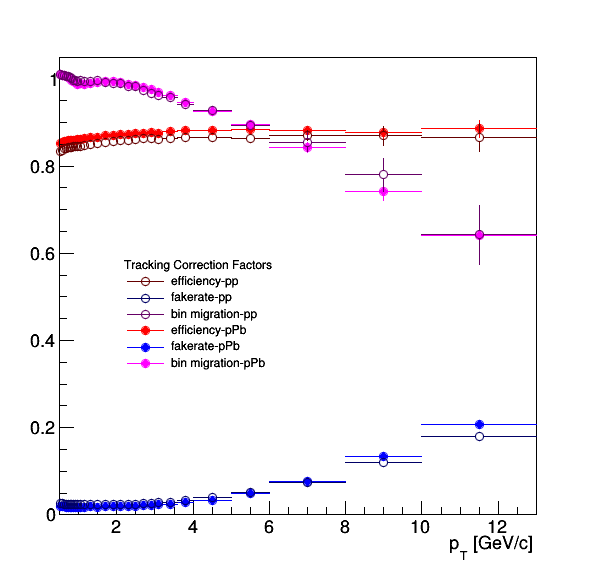 1
0.8
0.6
0.4
0.2
0
Tracking Correction Factors
efficiency-pp
fakerate-pp
bin migration-pp
efficiency-pPb
fakerate-pPb
bin migration-pPb
2 4 6 8 10 12
p_T [GeV/c]